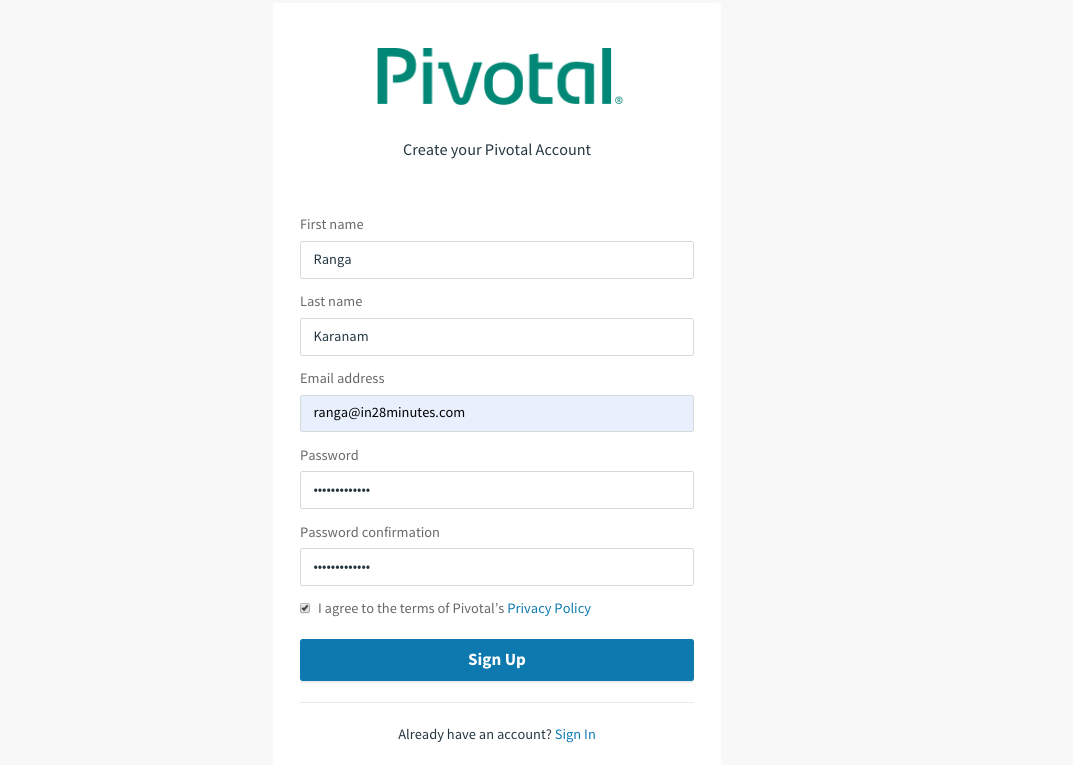 Pivotal®
Create your Pivotal Account
First name
Ranga
Last name
Karanam
Email address
ranga@in28minutes.com
Password
•••••••••••••
Password confirmation
•••••••••••••
I agree to the terms of Pivotal’s Privacy Policy
Sign Up
Already have an account? Sign In